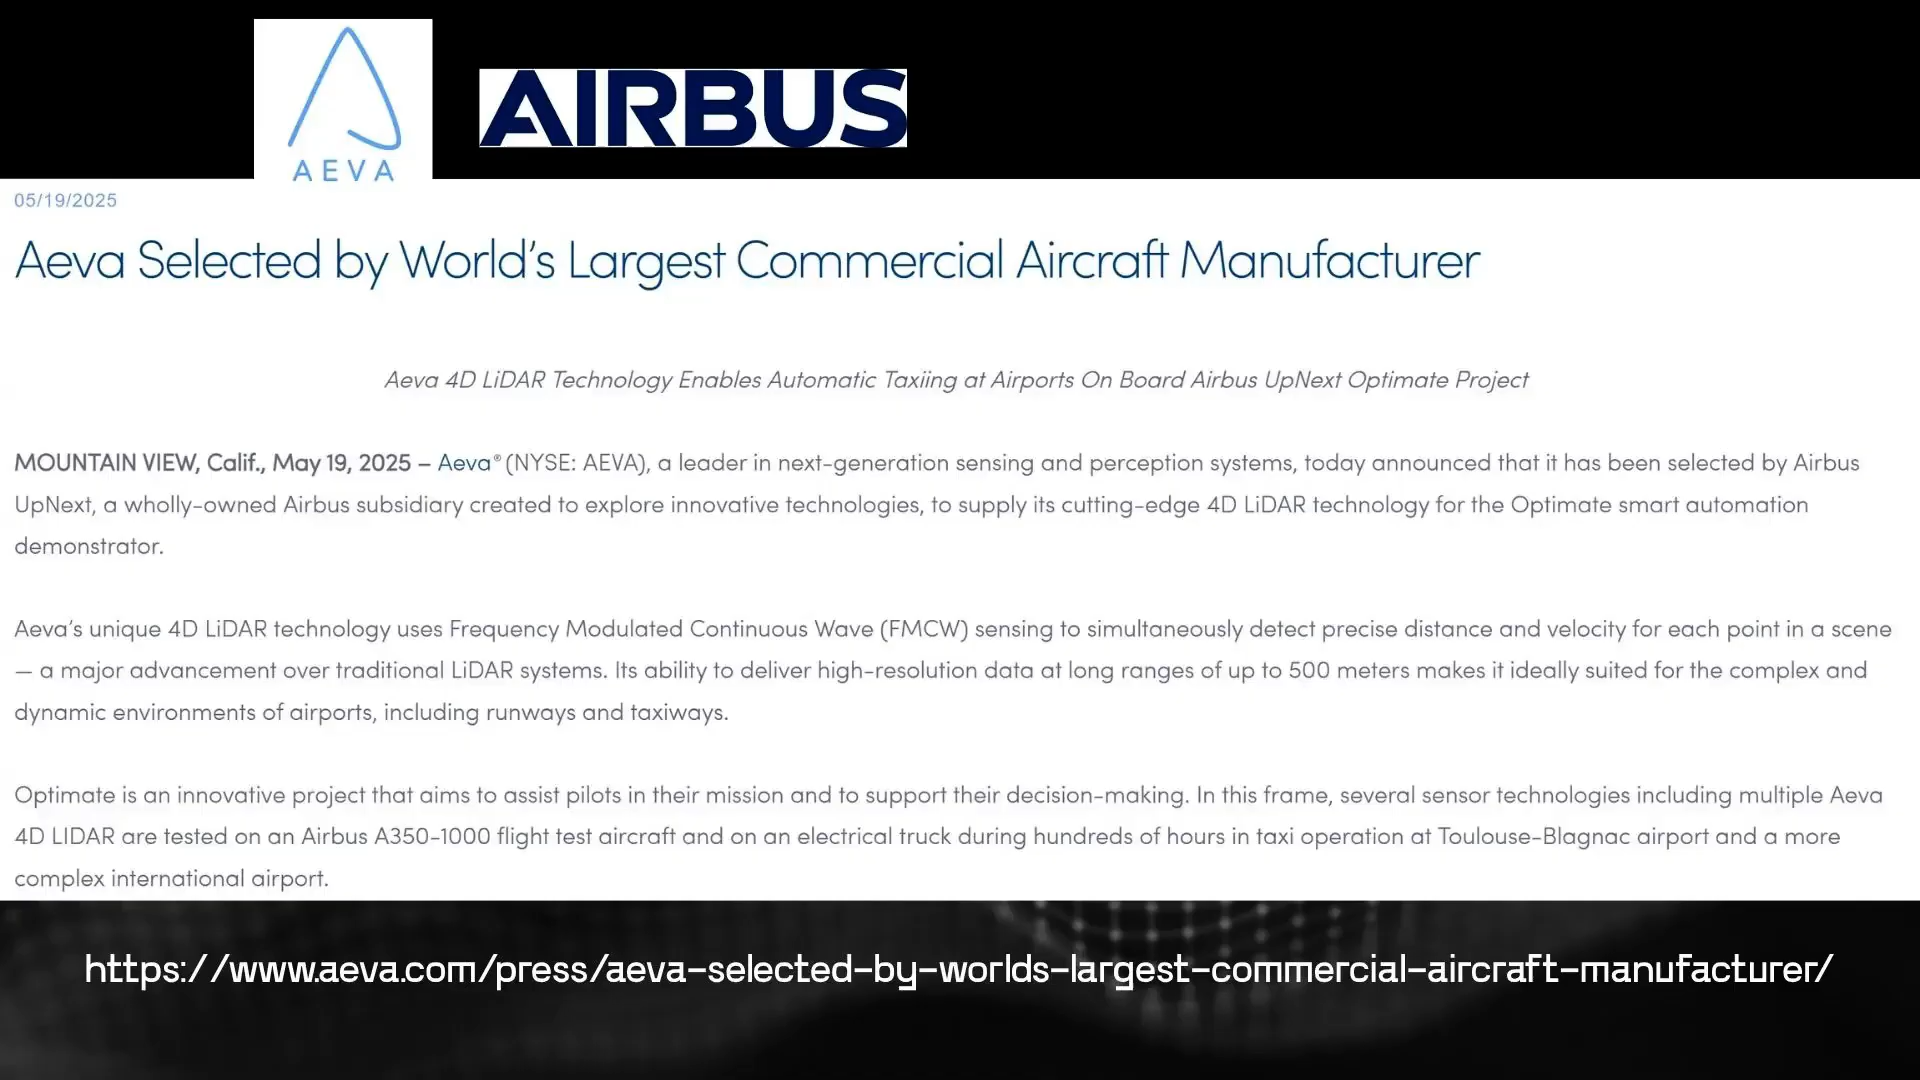 AEVA
AIRBUS
05/19/2025
Aeva Selected by World's Largest Commercial Aircraft Manufacturer
Aeva 4D LiDAR Technology Enables Automatic Taxiing at Airports On Board Airbus UpNext Optimate Project
MOUNTAIN VIEW, Calif., May 19, 2025 – Aeva® (NYSE: AEVA), a leader in next-generation sensing and perception systems, today announced that it has been selected by Airbus
UpNext, a wholly-owned Airbus subsidiary created to explore innovative technologies, to supply its cutting-edge 4D LiDAR technology for the Optimate smart automation
demonstrator.
Aeva's unique 4D LiDAR technology uses Frequency Modulated Continuous Wave (FMCW) sensing to simultaneously detect precise distance and velocity for each point in a scene
— a major advancement over traditional LiDAR systems. Its ability to deliver high-resolution data at long ranges of up to 500 meters makes it ideally suited for the complex and
dynamic environments of airports, including runways and taxiways.
Optimate is an innovative project that aims to assist pilots in their mission and to support their decision-making. In this frame, several sensor technologies including multiple Aeva
4D LIDAR are tested on an Airbus A350-1000 flight test aircraft and on an electrical truck during hundreds of hours in taxi operation at Toulouse-Blagnac airport and a more
complex international airport.
https://www.aeva.com/press/aeva-selected-by-worlds-largest-commercial-aircraft-manufacturer/